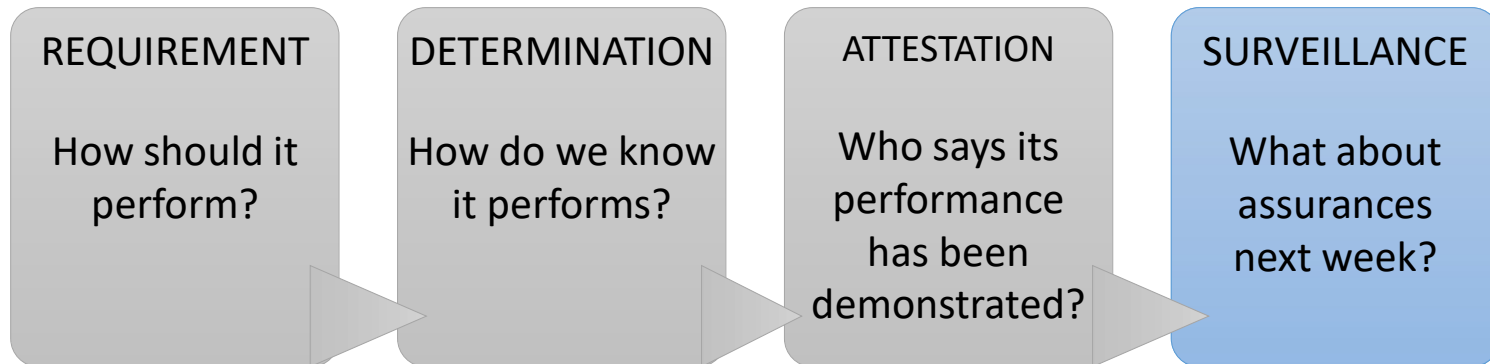 REQUIREMENT
How should it
perform?
DETERMINATION
How do we know
it performs?
ATTESTATION
Who says its
performance
has been
demonstrated?
SURVEILLANCE
What about
assurances
next week?